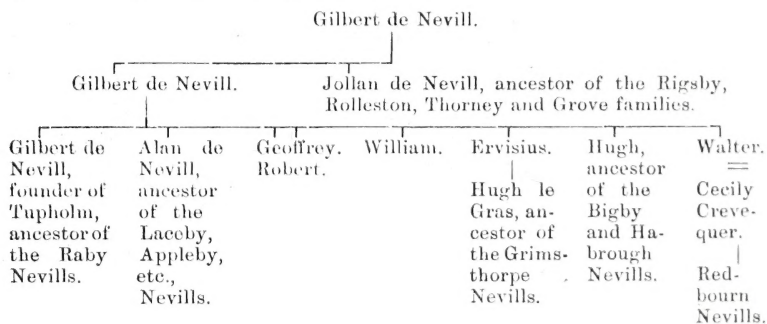 Gilbert de Nevill.
Gilbert de Nevill.
Jollan de Nevill, ancestor of the Rigsby,
Rolleston, Thorney and Grove families.
Gilbert de
Nevill,
founder of
Tupholm,
ancestor of
the Raby
Nevills.
Alan de
Nevill,
ancestor
of the
Laceby,
Appleby,
etc.,
Nevills.
Geoffrey.
Robert.
William.
Ervisius.
Hugh le
Gras, an-
cestor of
the Grims-
thorpe
Nevills.
Hugh,
ancestor
of the
Bigby
and Ha-
brough
Nevills.
Walter.
=
Cecily
Creve-
quer.
Red-
bourn
Nevills.